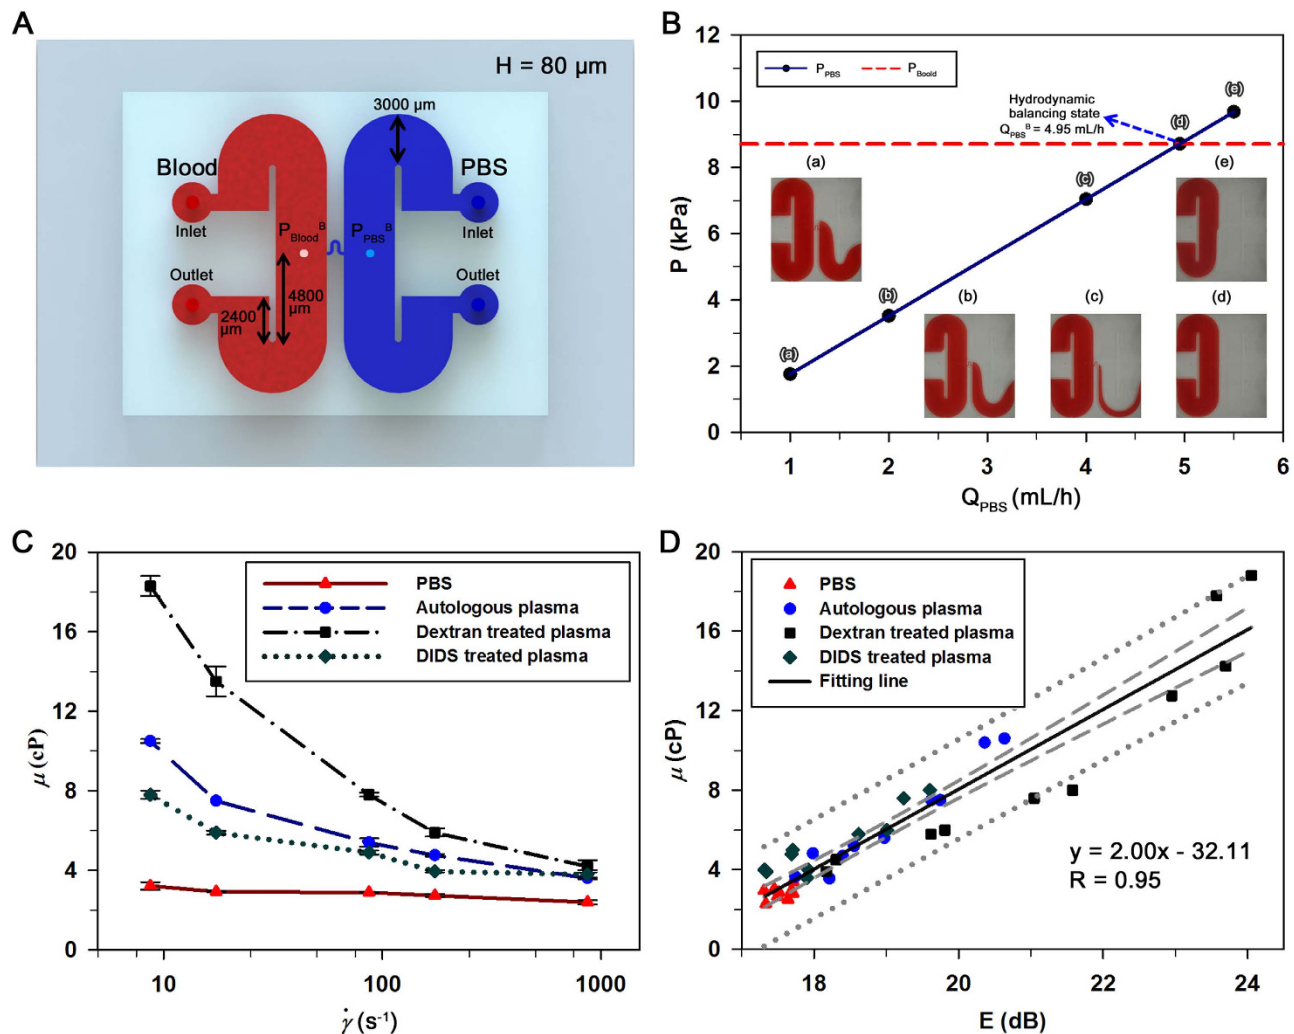 A
H = 80 µm
3000 µm
Blood
PBS
Inlet
Inlet
P_Blood^B
P_PBS^B
Outlet
Outlet
2400
µm
4800
µm
B
P (kPa)
12
10
8
6
4
2
0
P_PBS
P_Boold
Hydrodynamic
balancing state
Q_PBS^B = 4.95 mL/h
(a)
(b)
(c)
(d)
(e)
(a)
(e)
(b)
(c)
(d)
1 2 3 4 5 6
Q_PBS (mL/h)
C
µ (cP)
20
16
12
8
4
0
PBS
Autologous plasma
Dextran treated plasma
DIDS treated plasma
10 100 1000
γ̇ (s⁻¹)
D
µ (cP)
20
16
12
8
4
0
PBS
Autologous plasma
Dextran treated plasma
DIDS treated plasma
Fitting line
y = 2.00x - 32.11
R = 0.95
18 20 22 24
E (dB)